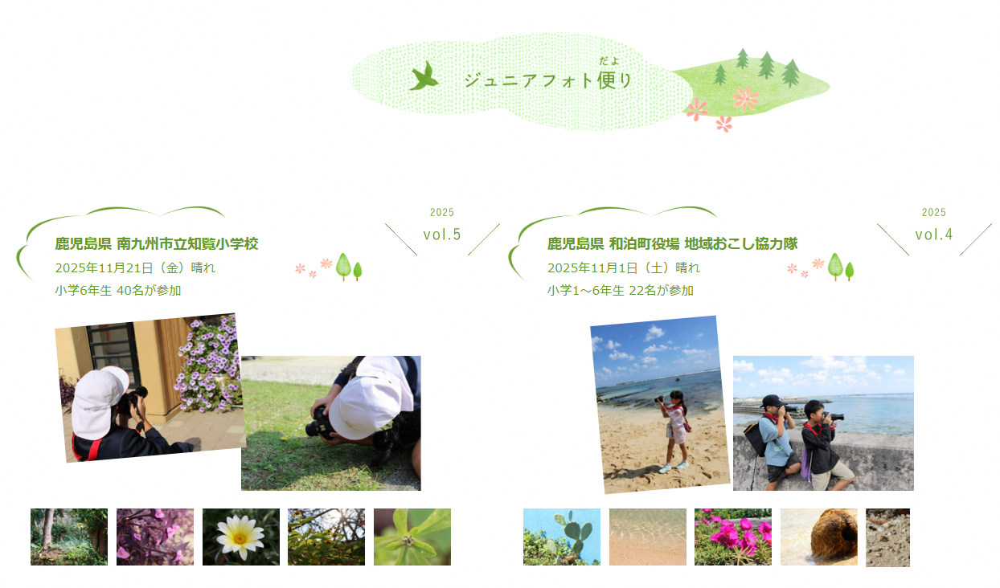 だよ
ジュニアフォト便り
2025
vol.5
鹿児島県 南九州市立知覧小学校
2025年11月21日（金）晴れ
小学6年生 40名が参加
2025
vol.4
鹿児島県 和泊町役場 地域おこし協力隊
2025年11月1日（土）晴れ
小学1～6年生 22名が参加